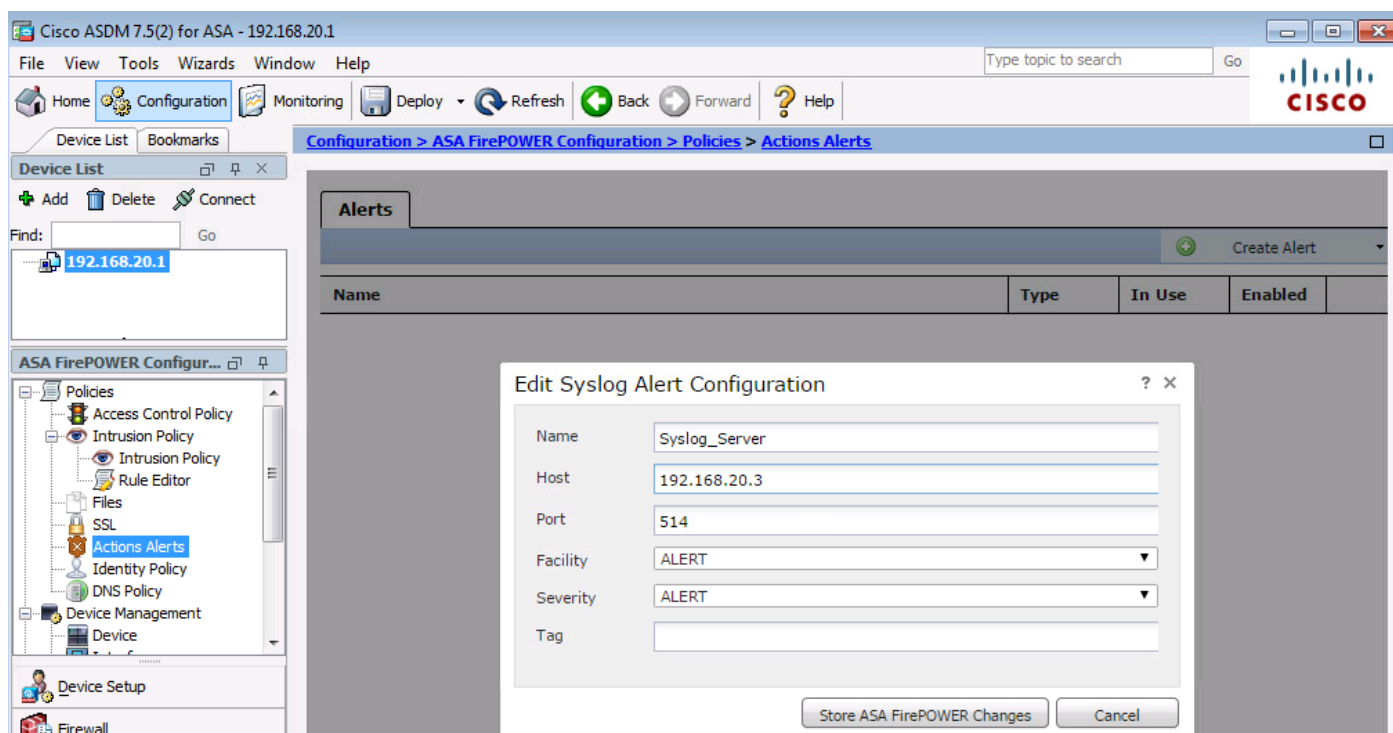 Cisco ASDM 7.5(2) for ASA - 192.168.20.1
File View Tools Wizards Window Help
Type topic to search Go
Home Configuration Monitoring Deploy Refresh Back Forward Help
CISCO
Device List Bookmarks
Configuration > ASA FirePOWER Configuration > Policies > Actions Alerts
Device List
Add Delete Connect
Find: Go
192.168.20.1
Alerts
Create Alert
Name Type In Use Enabled
ASA FirePOWER Configur...
Policies
Access Control Policy
Intrusion Policy
Intrusion Policy
Rule Editor
Files
SSL
Actions Alerts
Identity Policy
DNS Policy
Device Management
Device
Device Setup
Firewall
Edit Syslog Alert Configuration ?
Name Syslog_Server
Host 192.168.20.3
Port 514
Facility ALERT
Severity ALERT
Tag
Store ASA FirePOWER Changes Cancel